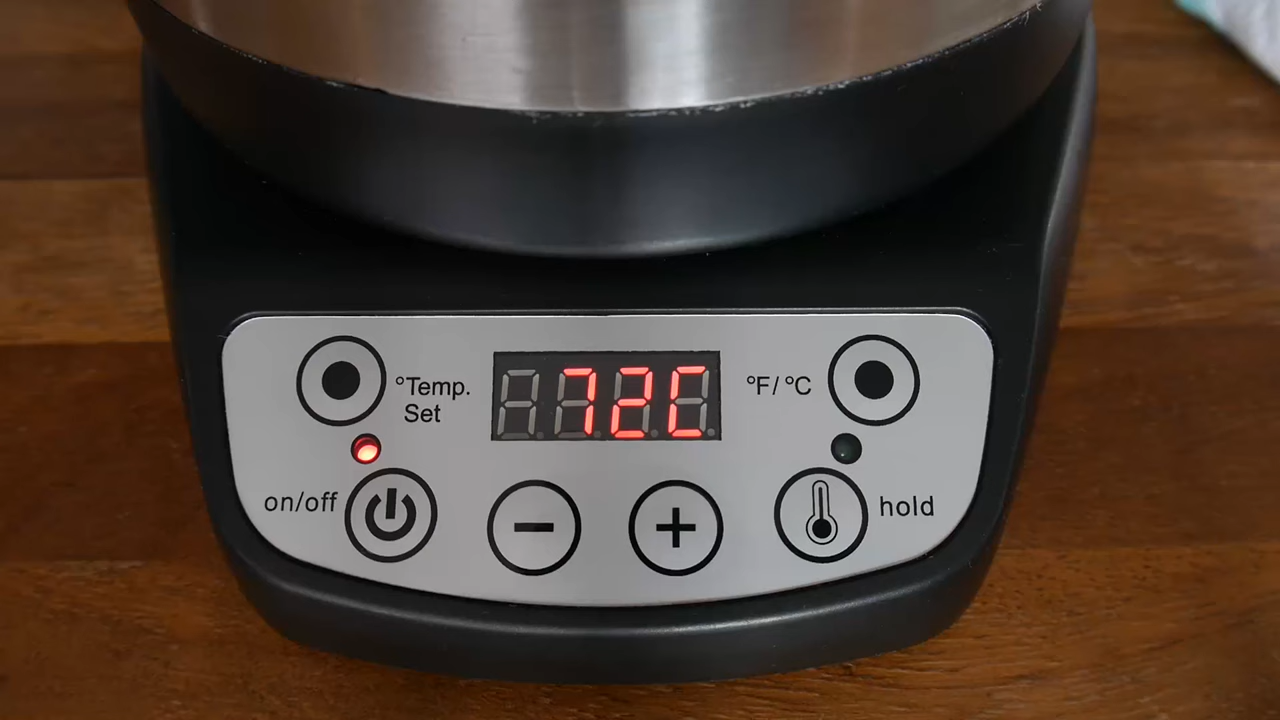 °Temp.
Set
72C
°F/°C
on/off
−
+
hold